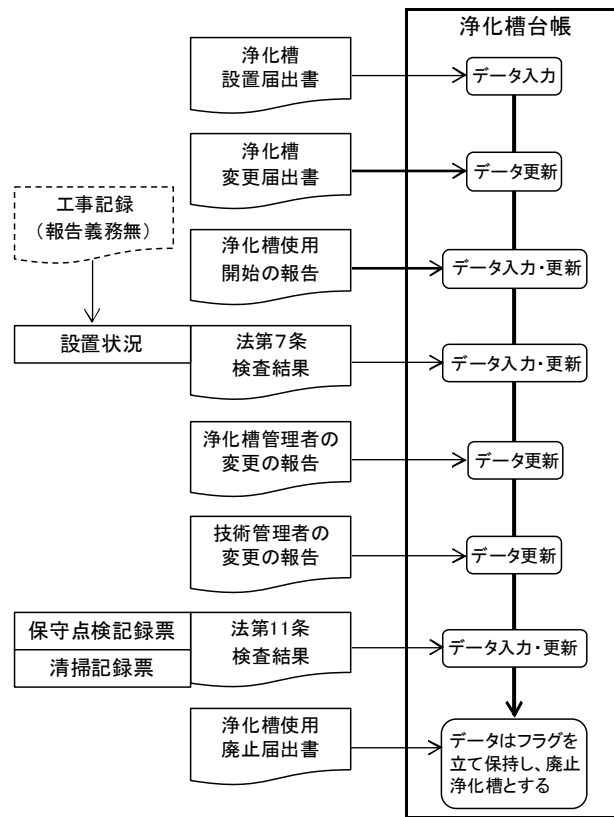 浄化槽台帳
浄化槽
設置届出書
データ入力
浄化槽
変更届出書
データ更新
工事記録
（報告義務無）
浄化槽使用
開始の報告
データ入力・更新
設置状況
法第7条
検査結果
データ入力・更新
浄化槽管理者の
変更の報告
データ更新
技術管理者の
変更の報告
データ更新
保守点検記録票
清掃記録票
法第11条
検査結果
データ入力・更新
浄化槽使用
廃止届出書
データはフラグを
立て保持し、廃止
浄化槽とする